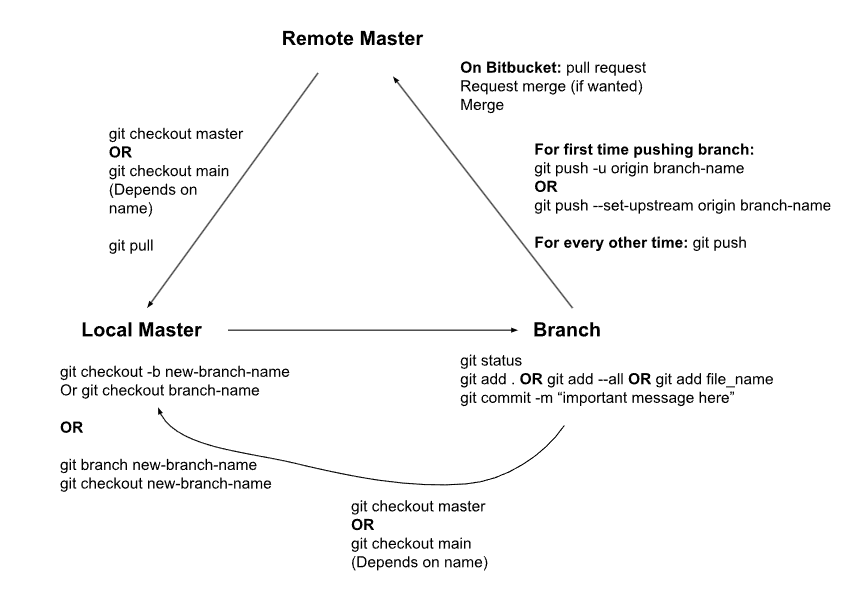 Remote Master
On Bitbucket: pull request
Request merge (if wanted)
Merge
git checkout master
OR
git checkout main
(Depends on
name)
git pull
For first time pushing branch:
git push -u origin branch-name
OR
git push --set-upstream origin branch-name
For every other time: git push
Local Master
Branch
git checkout -b new-branch-name
Or git checkout branch-name
OR
git branch new-branch-name
git checkout new-branch-name
git status
git add . OR git add --all OR git add file_name
git commit -m “important message here”
git checkout master
OR
git checkout main
(Depends on name)